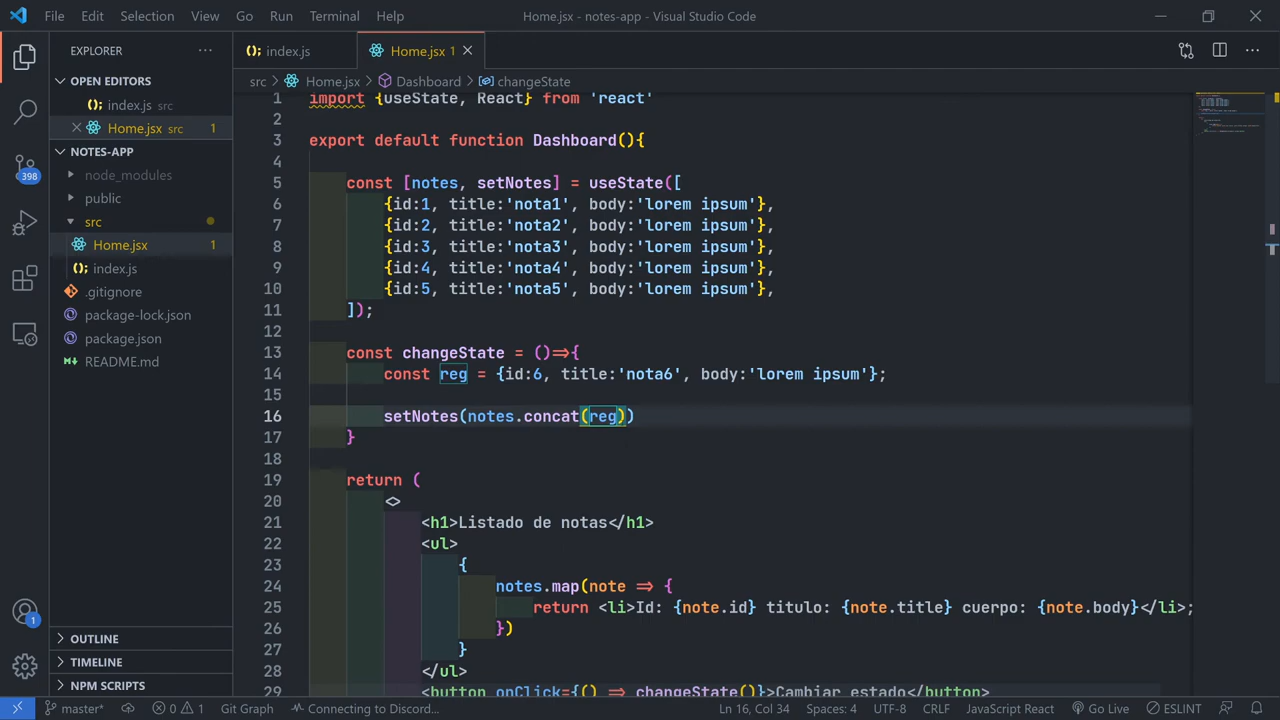 File Edit Selection View Go Run Terminal Help Home.jsx - notes-app - Visual Studio Code
EXPLORER
OPEN EDITORS
index.js src
Home.jsx src 1
NOTES-APP
node_modules
public
src
Home.jsx 1
index.js
.gitignore
package-lock.json
package.json
README.md
OUTLINE
TIMELINE
NPM SCRIPTS
398
1
index.js Home.jsx 1
src > Home.jsx > Dashboard > changeState
1 import {useState, React} from 'react'
2
3 export default function Dashboard(){
4
5 const [notes, setNotes] = useState([
6 {id:1, title:'nota1', body:'lorem ipsum'},
7 {id:2, title:'nota2', body:'lorem ipsum'},
8 {id:3, title:'nota3', body:'lorem ipsum'},
9 {id:4, title:'nota4', body:'lorem ipsum'},
10 {id:5, title:'nota5', body:'lorem ipsum'},
11 ]);
12
13 const changeState = ()=>{
14 const reg = {id:6, title:'nota6', body:'lorem ipsum'};
15
16 setNotes(notes.concat(reg))
17 }
18
19 return (
20 <>
21 <h1>Listado de notas</h1>
22 <ul>
23 {
24 notes.map(note => {
25 return <li>Id: {note.id} titulo: {note.title} cuerpo: {note.body}</li>;
26 })
27 }
28 </ul>
29 <button onClick={() => changeState()}>Cambiar estado</button>
master* 0 1 Git Graph Connecting to Discord... Ln 16, Col 34 Spaces: 4 UTF-8 CRLF JavaScript React Go Live ESLINT